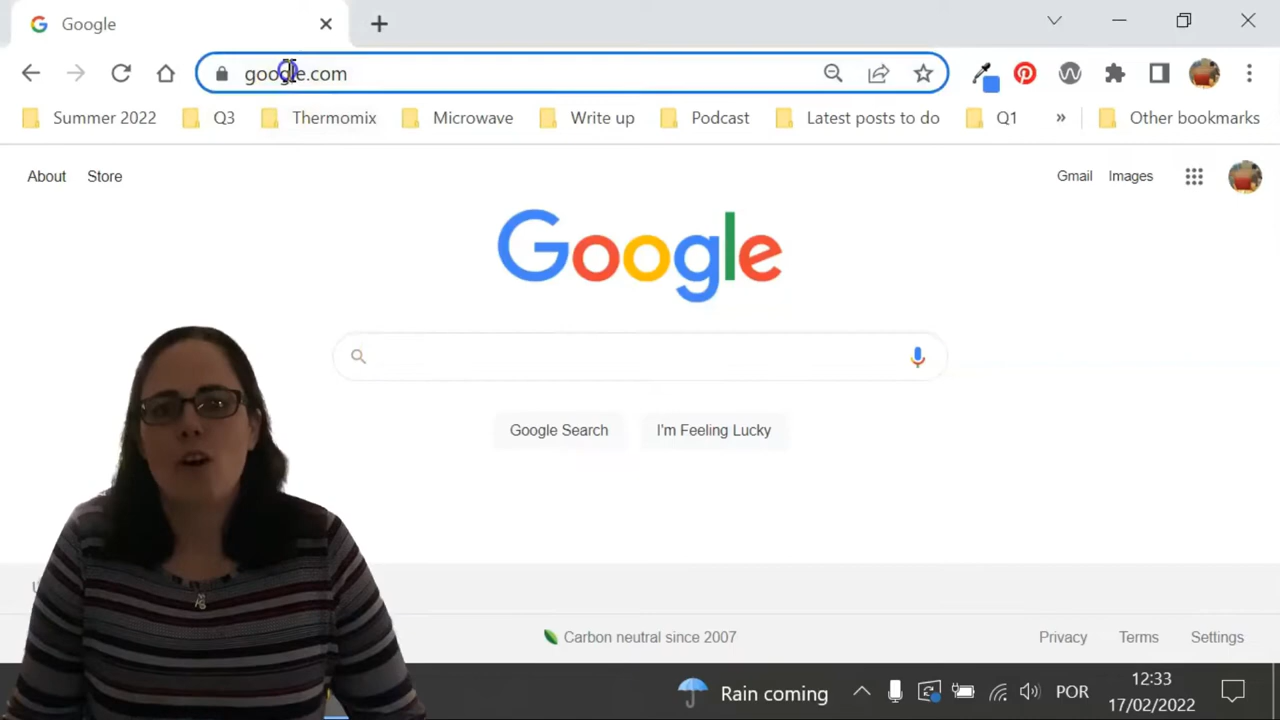 Google
google.com
Summer 2022 Q3 Thermomix Microwave Write up Podcast Latest posts to do Q1 » Other bookmarks
About Store Gmail Images
Google
Google Search I'm Feeling Lucky
Carbon neutral since 2007 Privacy Terms Settings
Rain coming POR 12:33
17/02/2022